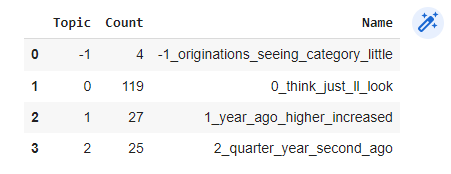 Topic Count Name
0 -1 4 -1_originations_seeing_category_little
1 0 119 0_think_just_ll_look
2 1 27 1_year_ago_higher_increased
3 2 25 2_quarter_year_second_ago